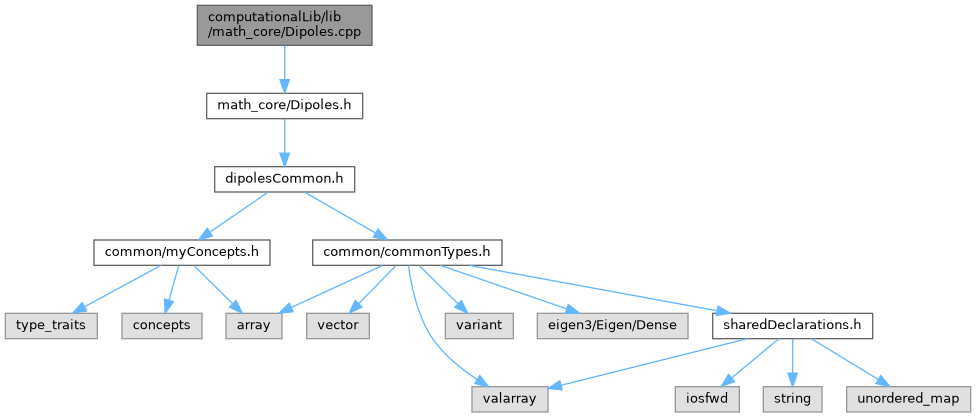 computationalLib/lib
/math_core/Dipoles.cpp
math_core/Dipoles.h
dipolesCommon.h
common/myConcepts.h
common/commonTypes.h
type_traits
concepts
array
vector
variant
eigen3/Eigen/Dense
sharedDeclarations.h
valarray
iosfwd
string
unordered_map